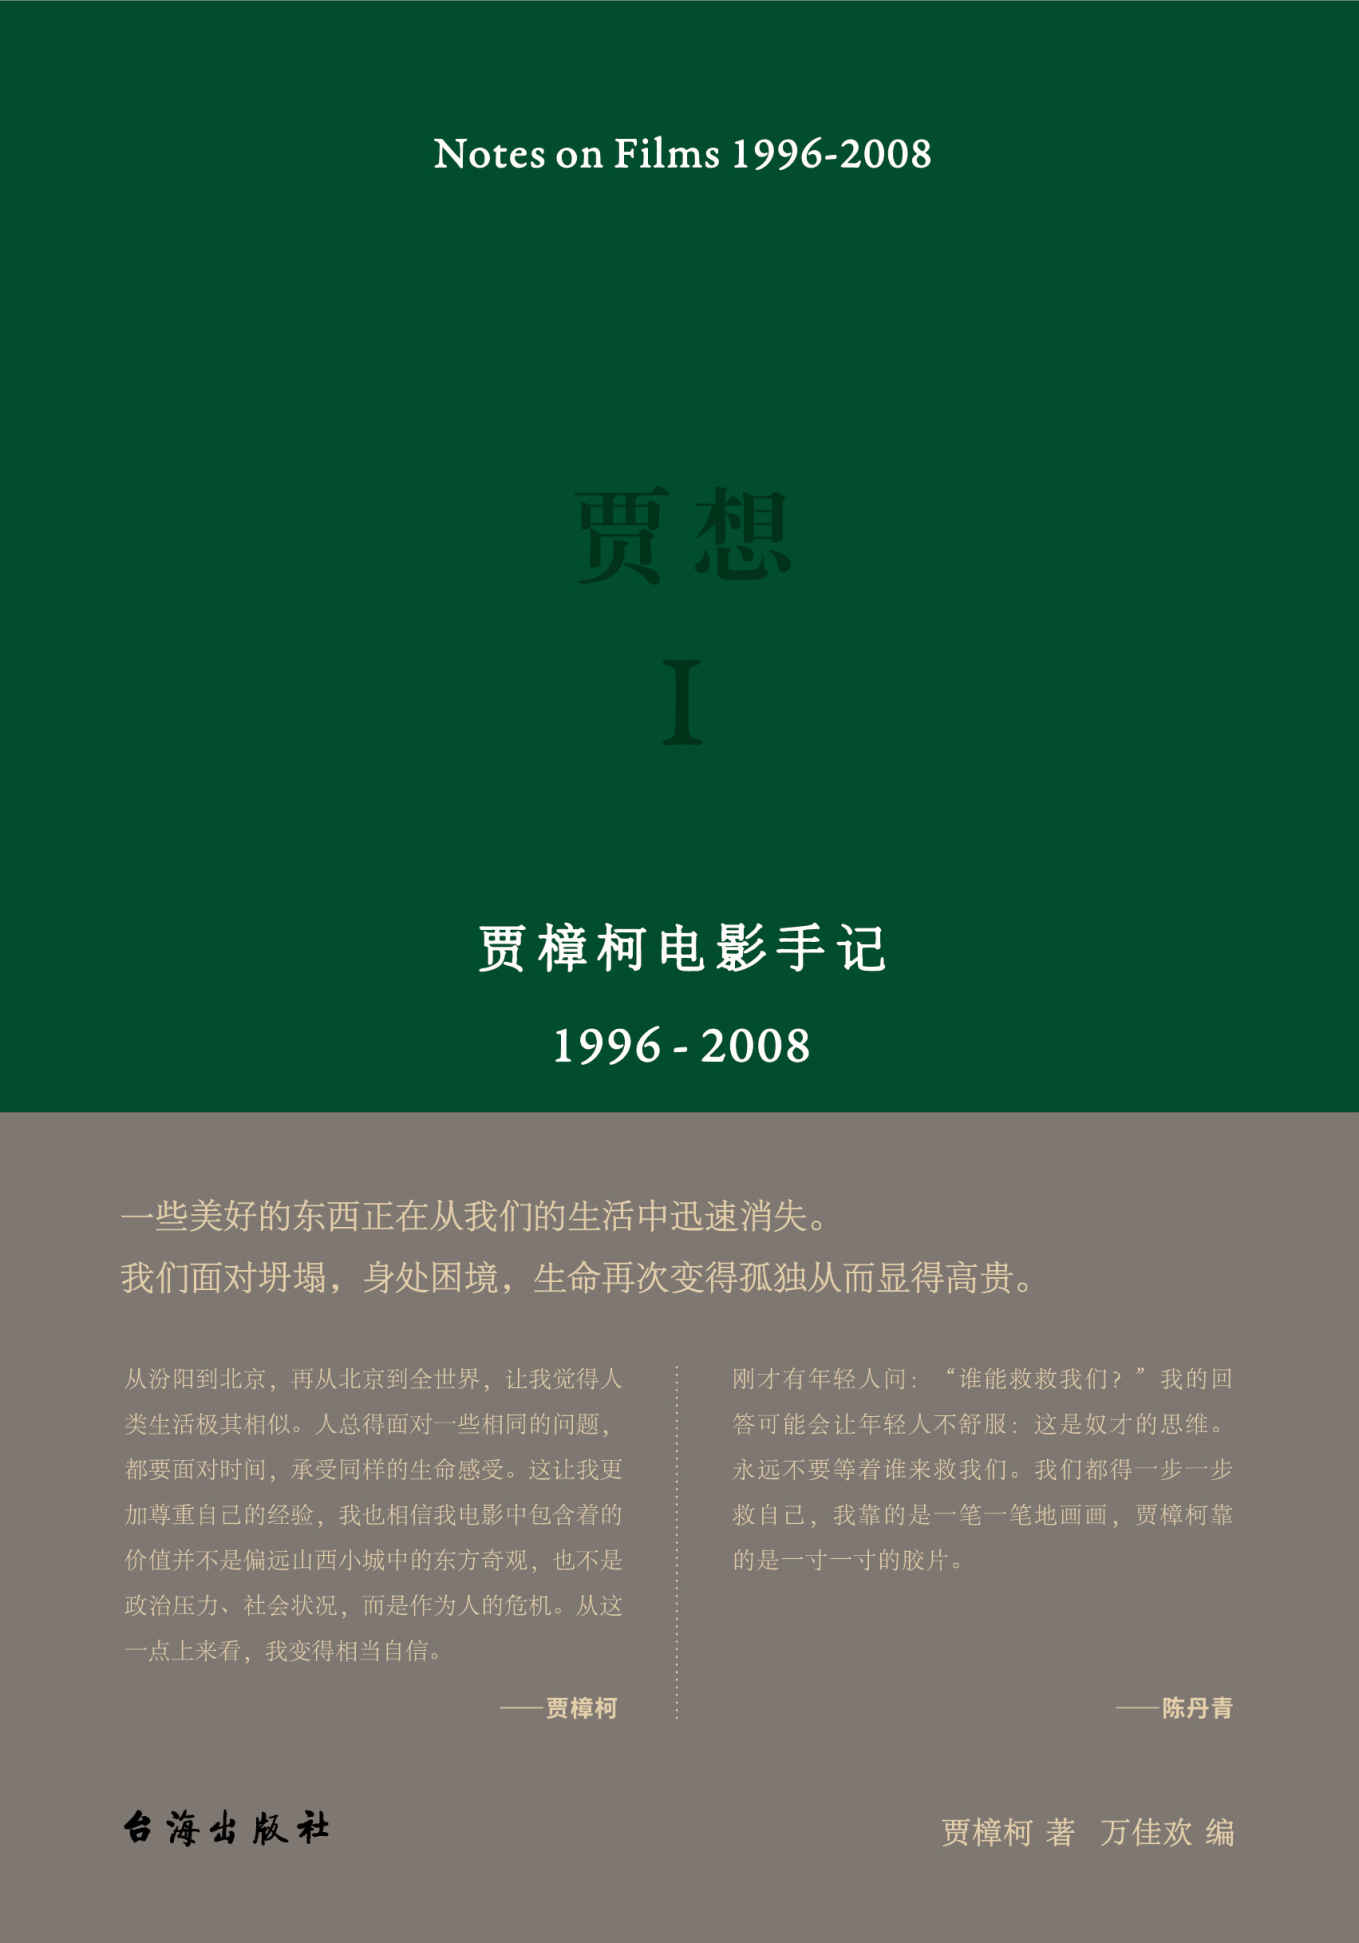 Notes on Films 1996-2008
贾想
I
贾樟柯电影手记
1996 - 2008
一些美好的东西正在从我们的生活中迅速消失。
我们面对坍塌，身处困境，生命再次变得孤独从而显得高贵。
从汾阳到北京，再从北京到全世界，让我觉得人
类生活极其相似。人总得面对一些相同的问题，
都要面对时间，承受同样的生命感受。这让我更
加尊重自己的经验，我也相信我电影中包含着的
价值并不是偏远山西小城中的东方奇观，也不是
政治压力、社会状况，而是作为人的危机。从这
一点上来看，我变得相当自信。
——贾樟柯
刚才有年轻人问：“谁能救救我们？”我的回
答可能会让年轻人不舒服：这是奴才的思维。
永远不要等着谁来救我们。我们都得一步一步
救自己，我靠的是一笔一笔地画画，贾樟柯靠
的是一寸一寸的胶片。
——陈丹青
台海出版社
贾樟柯 著 万佳欢 编